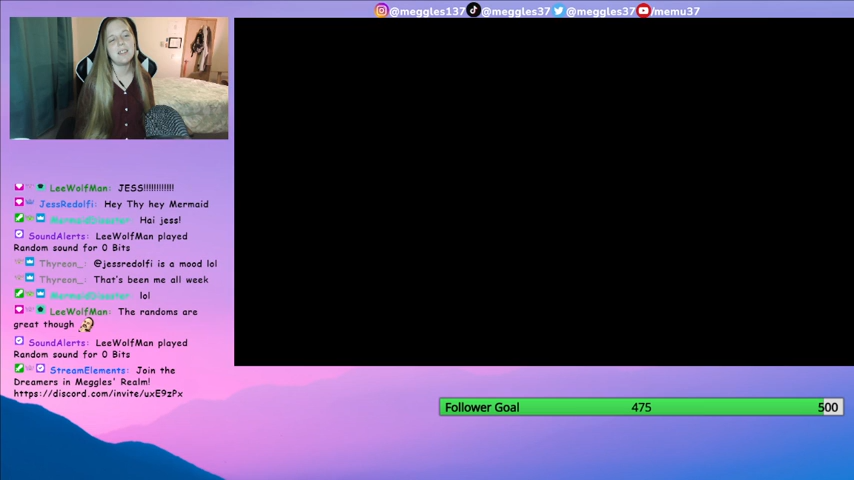 @meggles137 @meggles37 @meggles37 /memu37
LeeWolfMan: JESS!!!!!!!!!!!!
JessRedolfi: Hey Thy hey Mermaid
MermaidDisaster: Hai jess!
SoundAlerts: LeeWolfMan played
Random sound for 0 Bits
Thyreon_: @jessredolfi is a mood lol
Thyreon_: That's been me all week
MermaidDisaster: lol
LeeWolfMan: The randoms are
great though
SoundAlerts: LeeWolfMan played
Random sound for 0 Bits
StreamElements: Join the
Dreamers in Meggles' Realm!
https://discord.com/invite/uxE9zPx
Follower Goal 475 500